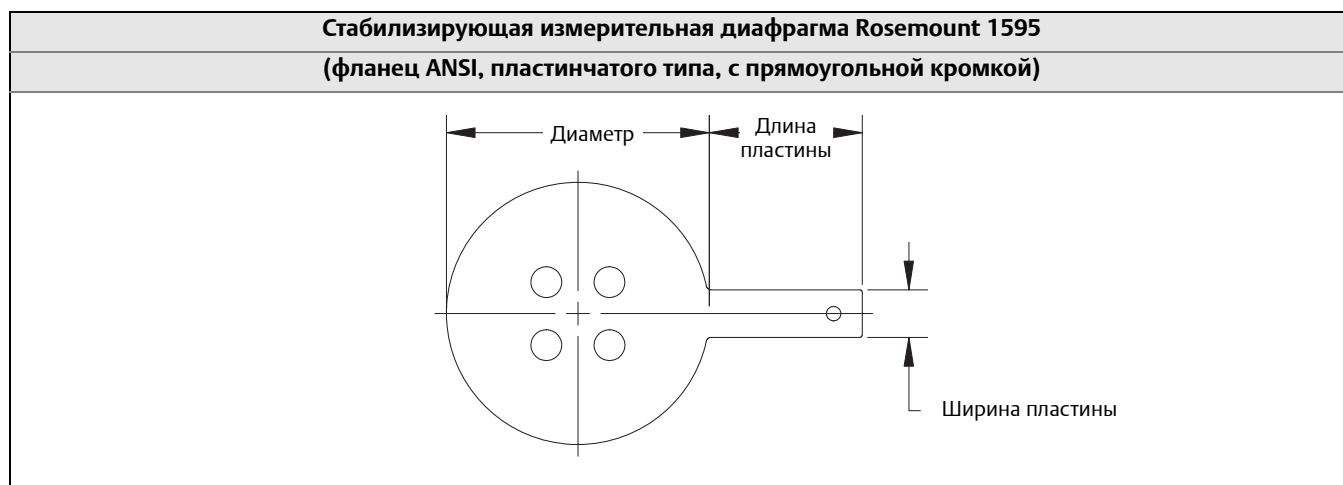 Стабилизирующая измерительная диафрагма Rosemount 1595
(фланец ANSI, пластинчатого типа, с прямоугольной кромкой)
Диаметр
Длина
пластины
Ширина пластины